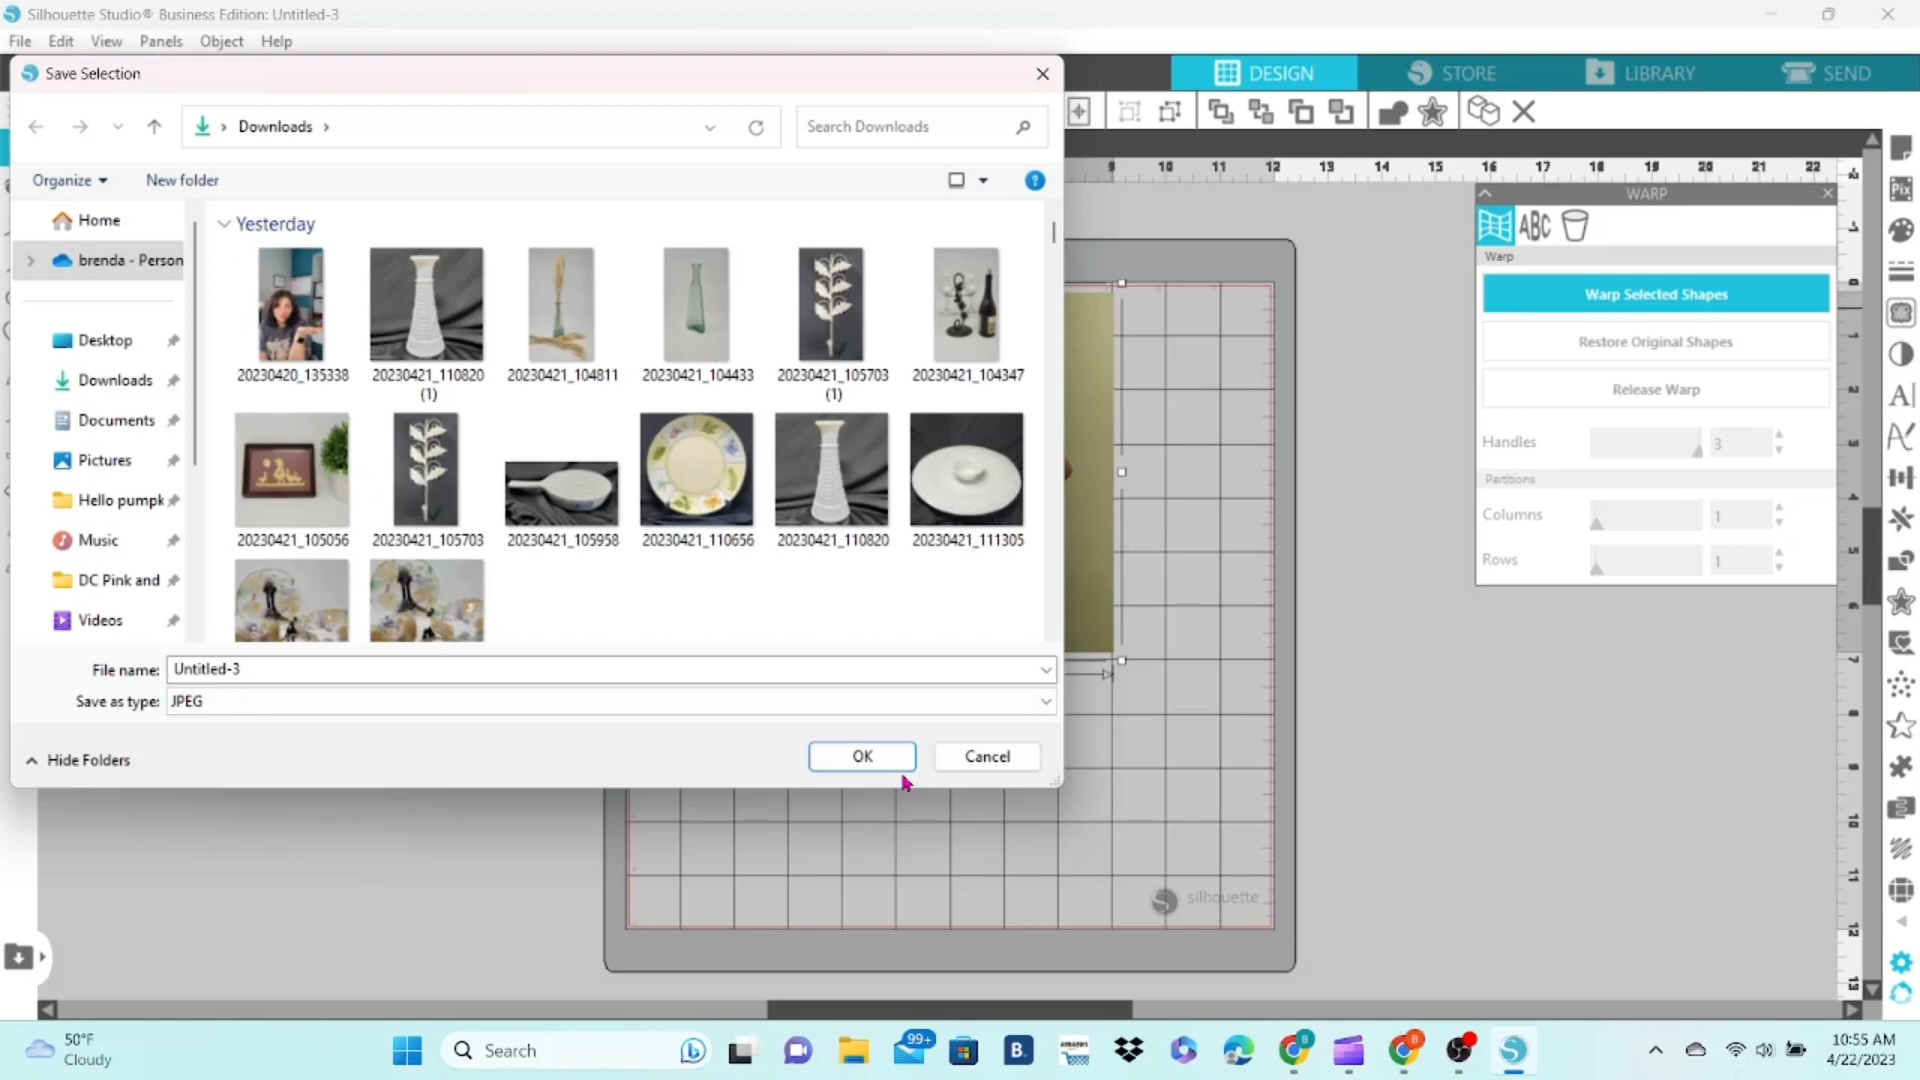 Silhouette Studio® Business Edition: Untitled-3
File Edit View Panels Object Help
Save Selection
DESIGN STORE LIBRARY SEND
Downloads
Search Downloads
Organize New folder
Home
brenda - Person
Desktop
Downloads
Documents
Pictures
Hello pumpk
Music
DC Pink and
Videos
Yesterday
20230420_135338 20230421_110820 (1) 20230421_104811 20230421_104433 20230421_105703 (1) 20230421_104347
20230421_105056 20230421_105703 20230421_105958 20230421_110656 20230421_110820 20230421_111305
File name: Untitled-3
Save as type: JPEG
Hide Folders
OK Cancel
9 10 11 12 13 14 15 16 17 18 19 20 21 22
Pix
WARP
ABC
Warp
Warp Selected Shapes
Restore Original Shapes
Release Warp
Handles 3
Partitions
Columns 1
Rows 1
silhouette
50°F
Cloudy
Search
99+
B.
amazon
10:55 AM
4/22/2023